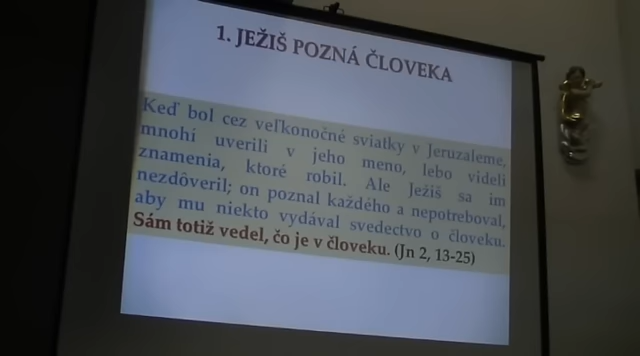 1. JEŽIŠ POZNÁ ČLOVEKA
Keď bol cez veľkonočné sviatky v Jeruzaleme,
mnohí uverili v jeho meno, lebo videli
znamenia, ktoré robil. Ale Ježiš sa im
nezdôveril; on poznal každého a nepotreboval,
aby mu niekto vydával svedectvo o človeku.
Sám totiž vedel, čo je v človeku. (Jn 2, 13-25)